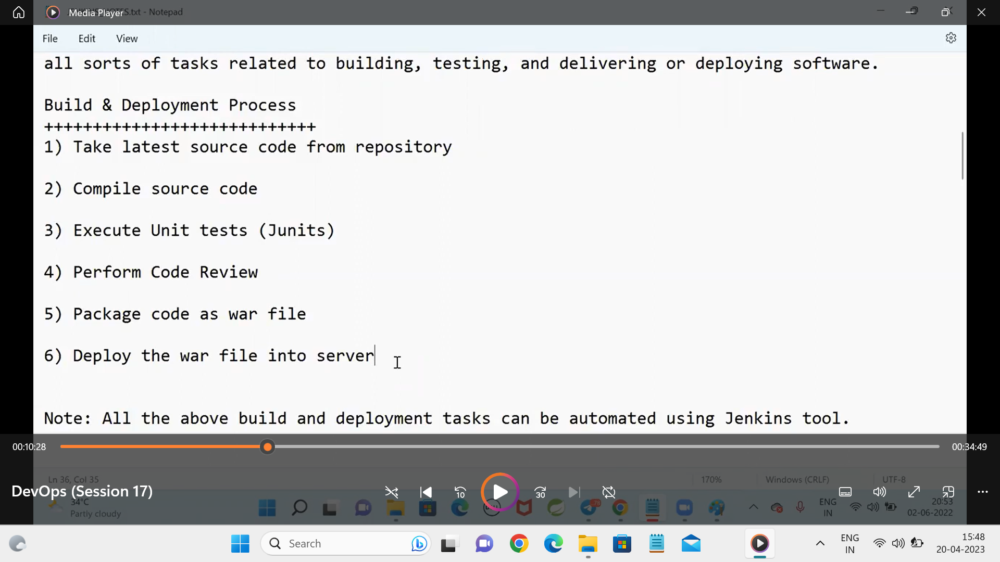 JENKINS_NOTES.txt - Notepad
Media Player
File Edit View
all sorts of tasks related to building, testing, and delivering or deploying software.
Build & Deployment Process
++++++++++++++++++++++++++++
1) Take latest source code from repository
2) Compile source code
3) Execute Unit tests (Junits)
4) Perform Code Review
5) Package code as war file
6) Deploy the war file into server
Note: All the above build and deployment tasks can be automated using Jenkins tool.
00:10:28 00:34:49
Ln 36, Col 35 170% Windows (CRLF) UTF-8
DevOps (Session 17) 10 30
34°C
Partly cloudy
78
ENG
IN
20:53
02-06-2022
Search
ENG
IN
15:48
20-04-2023